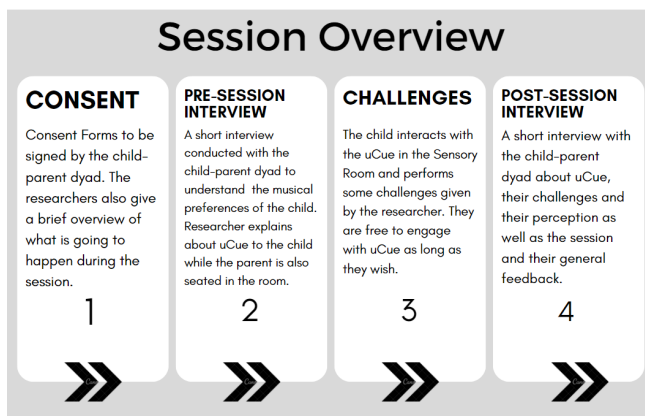 Session Overview
CONSENT
Consent Forms to be
signed by the child-
parent dyad. The
researchers also give
a brief overview of
what is going to
happen during the
session.
1
PRE-SESSION
INTERVIEW
A short interview
conducted with the
child-parent dyad to
understand the musical
preferences of the child.
Researcher explains
about uCue to the child
while the parent is also
seated in the room.
2
CHALLENGES
The child interacts with
the uCue in the Sensory
Room and performs
some challenges given
by the researcher. They
are free to engage
with uCue as long as
they wish.
3
POST-SESSION
INTERVIEW
A short interview with
the child-parent
dyad about uCue,
their challenges and
their perception as
well as the session
and their general
feedback.
4